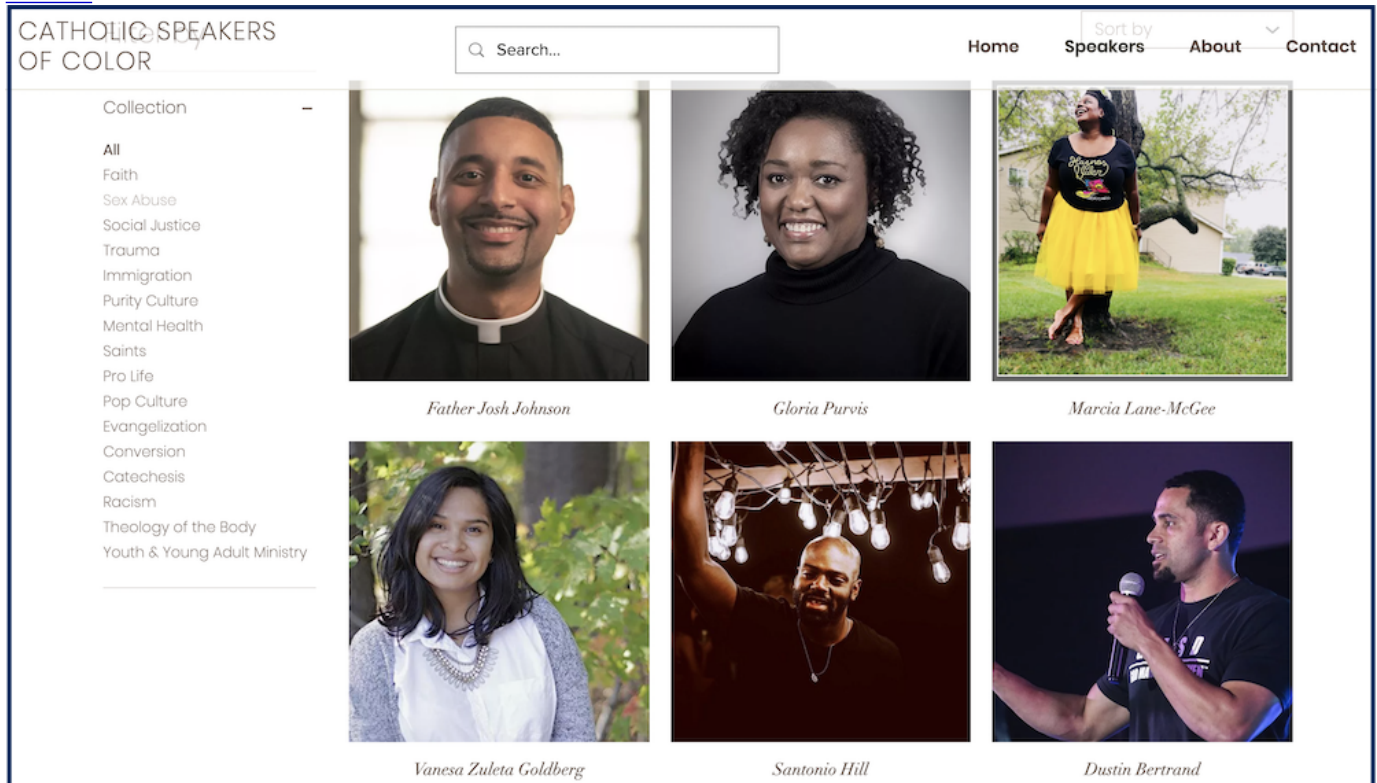 CATHOLIC SPEAKERS
OF COLOR
Filter by
Search...
Sort by
Home Speakers About Contact
Collection
All
Faith
Sex Abuse
Social Justice
Trauma
Immigration
Purity Culture
Mental Health
Saints
Pro Life
Pop Culture
Evangelization
Conversion
Catechesis
Racism
Theology of the Body
Youth & Young Adult Ministry
Father Josh Johnson
Gloria Purvis
Marcia Lane-McGee
Vanesa Zuleta Goldberg
Santonio Hill
Dustin Bertrand